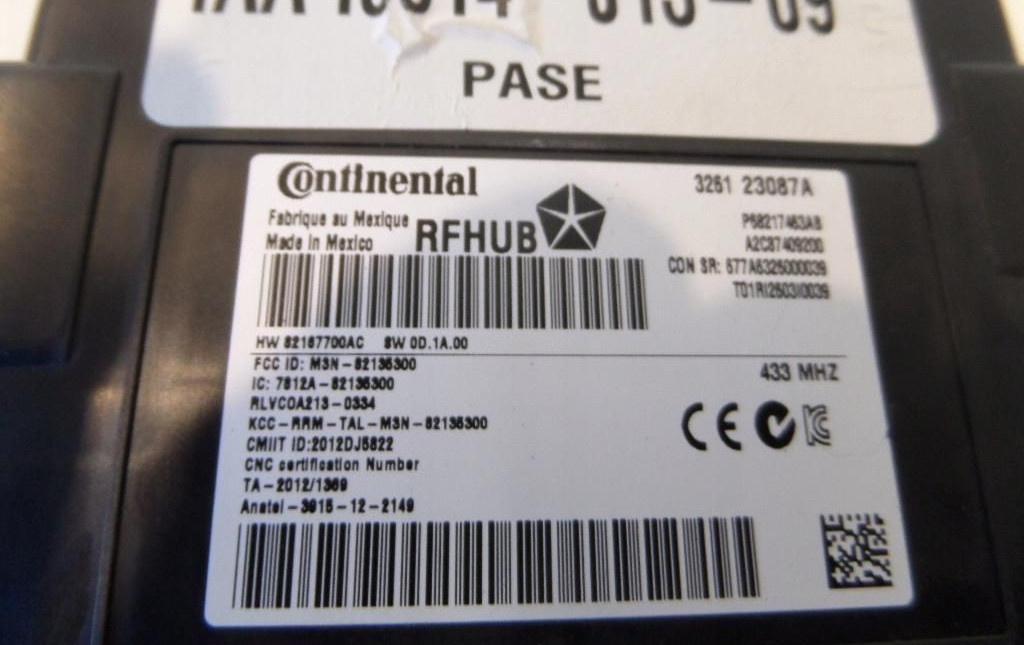 PASE
Continental
3261 23087A
Fabrique au Mexique
Made in Mexico
RFHUB
P68217463AB
A2C87409200
CON SR: 677A6325000039
T01RI2503I0039
HW 82187700AC SW 0D.1A.00
FCC ID: M3N-82136300
IC: 7812A-82136300
433 MHZ
RLVCOA213-0334
KCC-RRM-TAL-M3N-82136300
CMIIT ID:2012DJ5822
CNC certification Number
TA-2012/1369
Anatel-3915-12-2149
CE